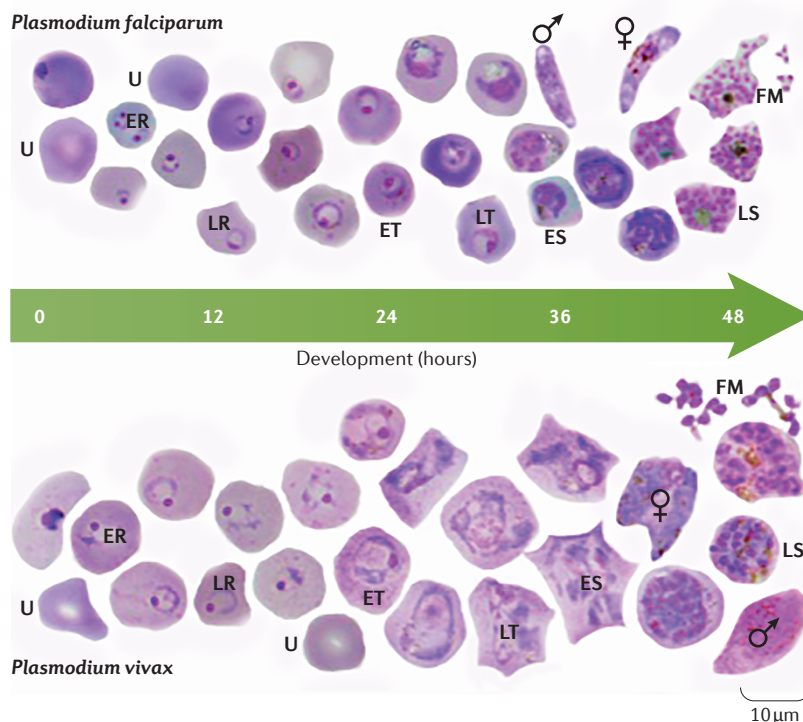 Plasmodium falciparum
♂ ♀
U
ER
FM
U
LR
ET
LT
ES
LS
0 12 24 36 48
Development (hours)
FM
♀
ER
LS
LR
ET
ES
U
U
LT
♂
Plasmodium vivax
10 μm